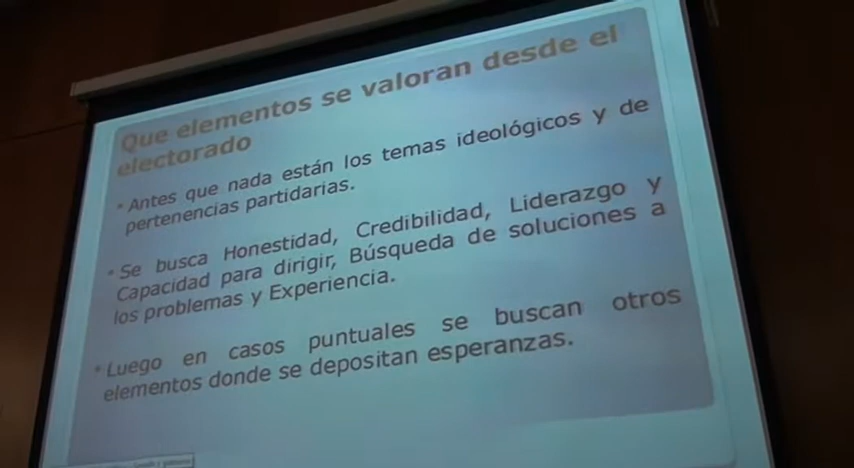 Que elementos se valoran desde el
electorado
• Antes que nada están los temas ideológicos y de
pertenencias partidarias.
• Se busca Honestidad, Credibilidad, Liderazgo y
Capacidad para dirigir, Búsqueda de soluciones a
los problemas y Experiencia.
• Luego en casos puntuales se buscan otros
elementos donde se depositan esperanzas.